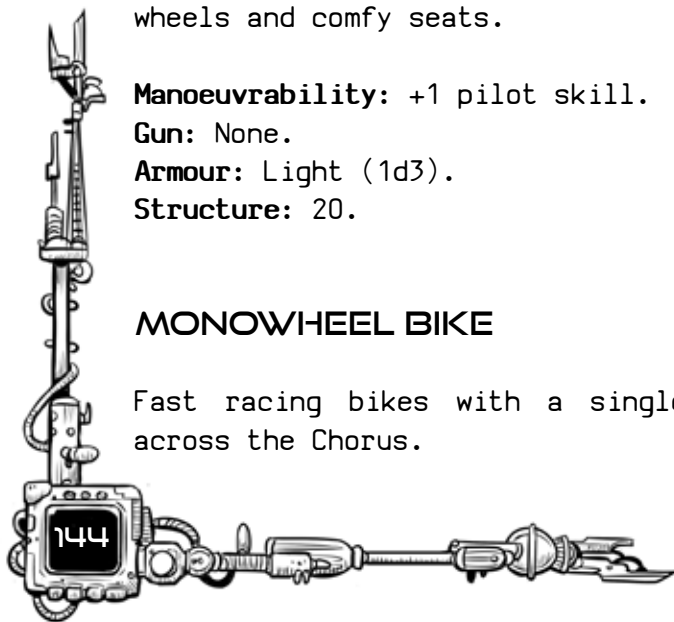 wheels and comfy seats.
Manoeuvrability: +1 pilot skill.
Gun: None.
Armour: Light (1d3).
Structure: 20.
MONOWHEEL BIKE
Fast racing bikes with a single
across the Chorus.
144